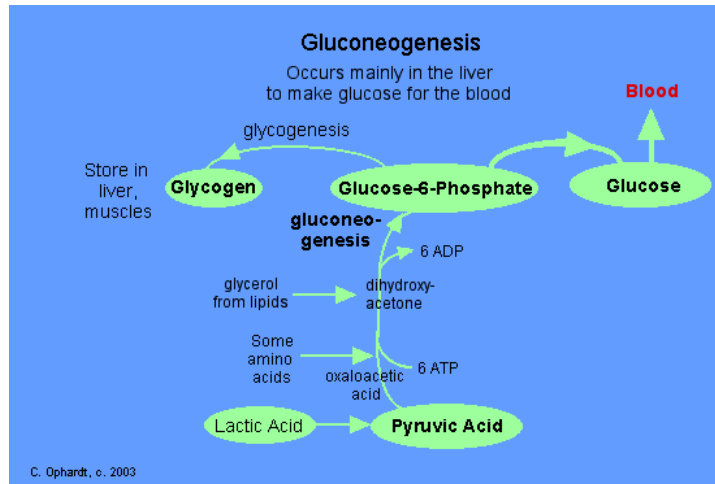 Gluconeogenesis
Occurs mainly in the liver
to make glucose for the blood
Blood
glycogenesis
Store in
liver,
muscles
Glycogen
Glucose-6-Phosphate
Glucose
gluconeo-
genesis
6 ADP
glycerol
from lipids
dihydroxy-
acetone
Some
amino
acids
6 ATP
oxaloacetic
acid
Lactic Acid
Pyruvic Acid
C. Ophardt, c. 2003